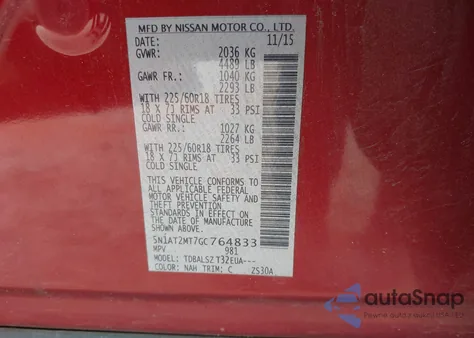 MFD BY NISSAN MOTOR CO., LTD.
DATE: 11/15
GVWR: 2036 KG
4489 LB
GAWR FR.: 1040 KG
2293 LB
WITH 225/60R18 TIRES
18 X 7J RIMS AT 33 PSI
COLD SINGLE
GAWR RR.: 1027 KG
2264 LB
WITH 225/60R18 TIRES
18 X 7J RIMS AT 33 PSI
COLD SINGLE
THIS VEHICLE CONFORMS TO
ALL APPLICABLE FEDERAL
MOTOR VEHICLE SAFETY
STANDARDS IN EFFECT ON
THE DATE OF MANUFACTURE
SHOWN ABOVE.
5N1AT2MT7GC764833
MPV 981
MODEL: TDBALSZ T32EUA---
COLOR: NAH TRIM: C 2S30A
autoSnap